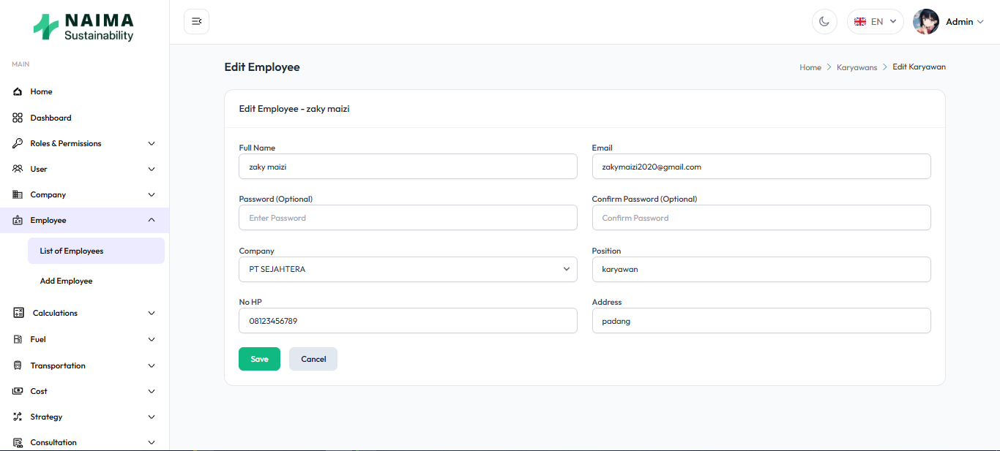 NAIMA
Sustainability
MAIN
Home
Dashboard
Roles & Permissions
User
Company
Employee
List of Employees
Add Employee
Calculations
Fuel
Transportation
Cost
Strategy
Consultation
EN
Admin
Edit Employee
Home > Karyawans > Edit Karyawan
Edit Employee - zaky maizi
Full Name
zaky maizi
Email
zakymaizi2020@gmail.com
Password (Optional)
Enter Password
Confirm Password (Optional)
Confirm Password
Company
PT SEJAHTERA
Position
karyawan
No HP
08123456789
Address
padang
Save
Cancel